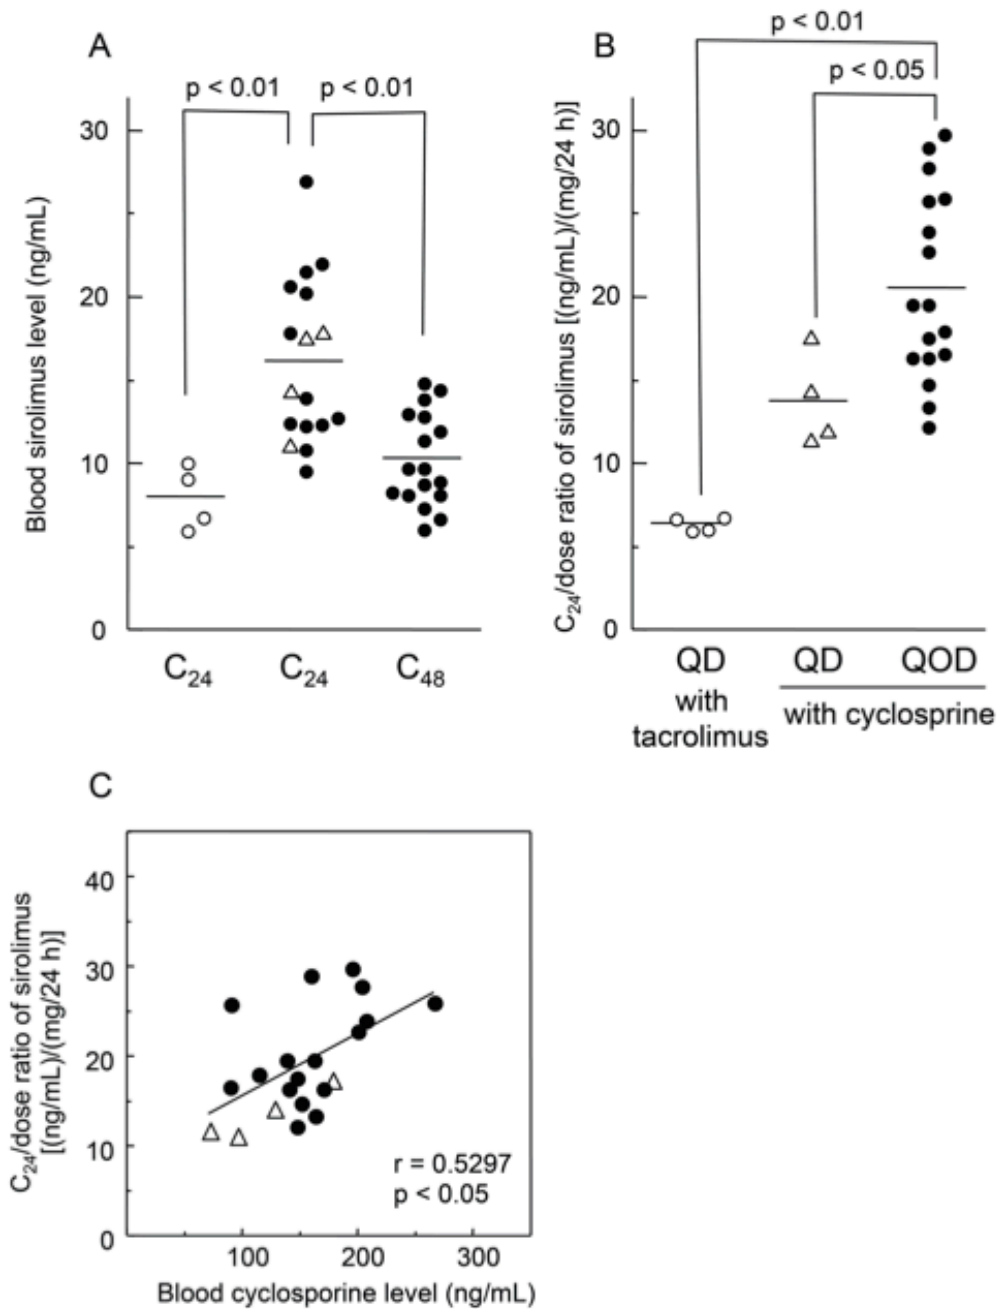 A
p < 0.01
p < 0.01
Blood sirolimus level (ng/mL)
30
20
10
0
C24
C24
C48
B
p < 0.01
p < 0.05
C24/dose ratio of sirolimus [(ng/mL)/(mg/24 h)]
30
20
10
0
QD
QD
QOD
with
tacrolimus
with cyclosprine
C
C24/dose ratio of sirolimus
[(ng/mL)/(mg/24 h)]
40
30
20
10
0
r = 0.5297
p < 0.05
100
200
300
Blood cyclosporine level (ng/mL)